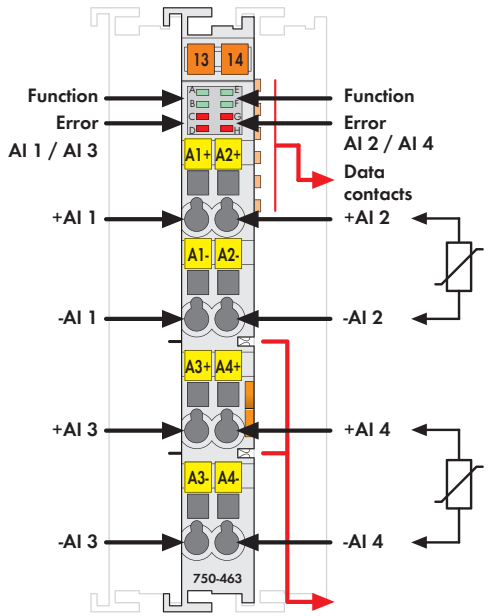 13 14
Function
Error
AI 1 / AI 3
A E
B F
C G
D H
Function
Error
AI 2 / AI 4
Data
contacts
A1+ A2+
+AI 1
+AI 2
A1- A2-
-AI 1
-AI 2
A3+ A4+
+AI 3
+AI 4
A3- A4-
-AI 3
-AI 4
750-463